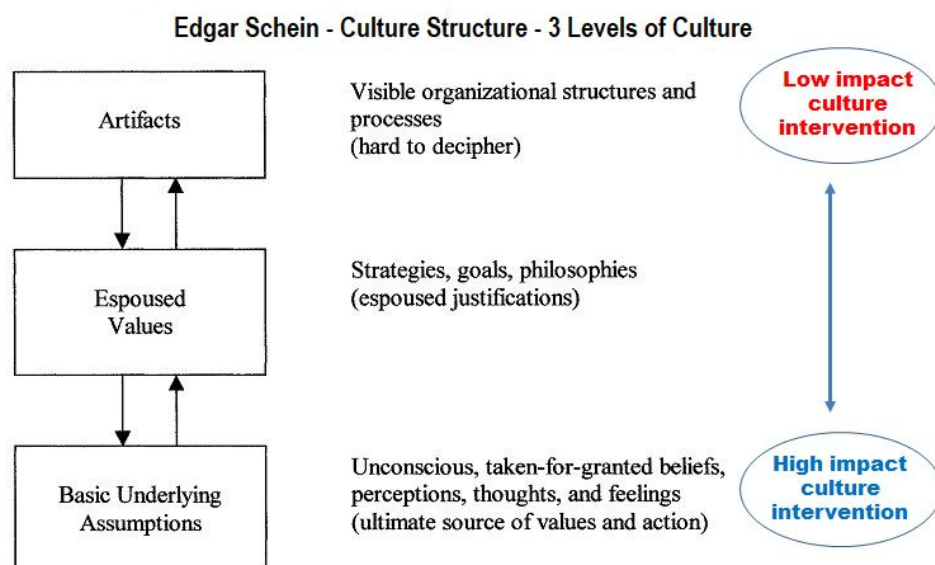 Edgar Schein - Culture Structure - 3 Levels of Culture
Artifacts
Visible organizational structures and
processes
(hard to decipher)
Low impact
culture
intervention
Espoused
Values
Strategies, goals, philosophies
(espoused justifications)
Basic Underlying
Assumptions
Unconscious, taken-for-granted beliefs,
perceptions, thoughts, and feelings
(ultimate source of values and action)
High impact
culture
intervention